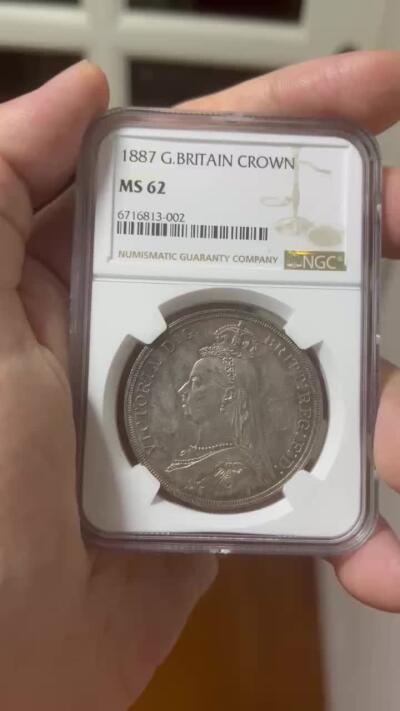 1887 G.BRITAIN CROWN
MS 62
6716813-002
NUMISMATIC GUARANTY COMPANY
NGC
VICTORIA D:G: BRITT:REG:F:D: